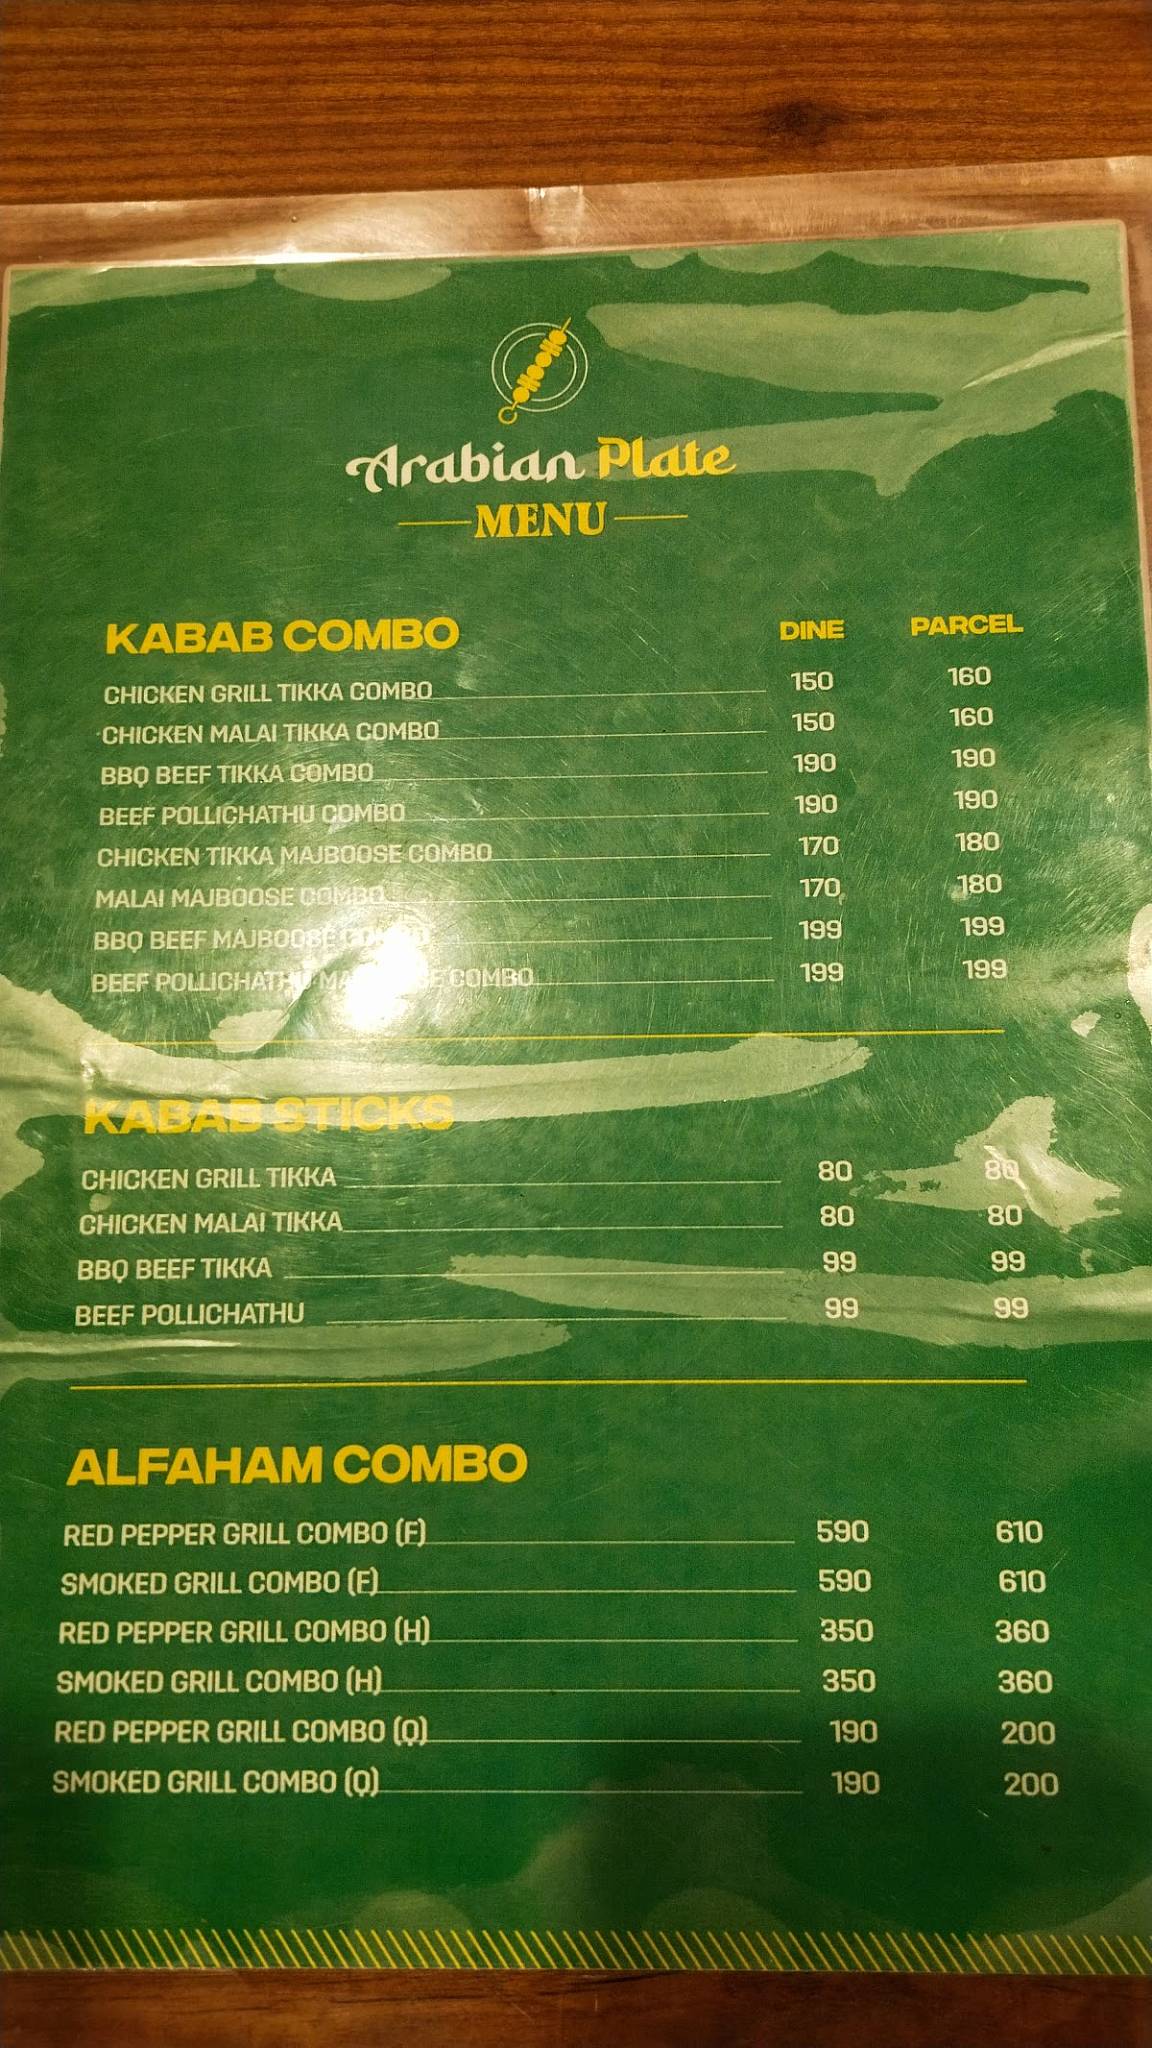 Arabian Plate
MENU
KABAB COMBO DINE PARCEL
CHICKEN GRILL TIKKA COMBO 150 160
CHICKEN MALAI TIKKA COMBO 150 160
BBQ BEEF TIKKA COMBO 190 190
BEEF POLLICHATHU COMBO 190 190
CHICKEN TIKKA MAJBOOSE COMBO 170 180
MALAI MAJBOOSE COMBO 170 180
BBQ BEEF MAJBOOSE COMBO 199 199
BEEF POLLICHATHU MAJBOOSE COMBO 199 199
KABAB STICKS
CHICKEN GRILL TIKKA 80 80
CHICKEN MALAI TIKKA 80 80
BBQ BEEF TIKKA 99 99
BEEF POLLICHATHU 99 99
ALFAHAM COMBO
RED PEPPER GRILL COMBO (F) 590 610
SMOKED GRILL COMBO (F) 590 610
RED PEPPER GRILL COMBO (H) 350 360
SMOKED GRILL COMBO (H) 350 360
RED PEPPER GRILL COMBO (Q) 190 200
SMOKED GRILL COMBO (Q) 190 200